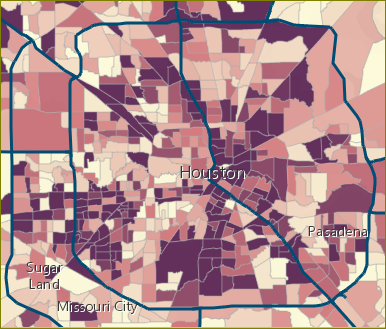 Houston
Pasadena
Sugar
Land
Missouri City